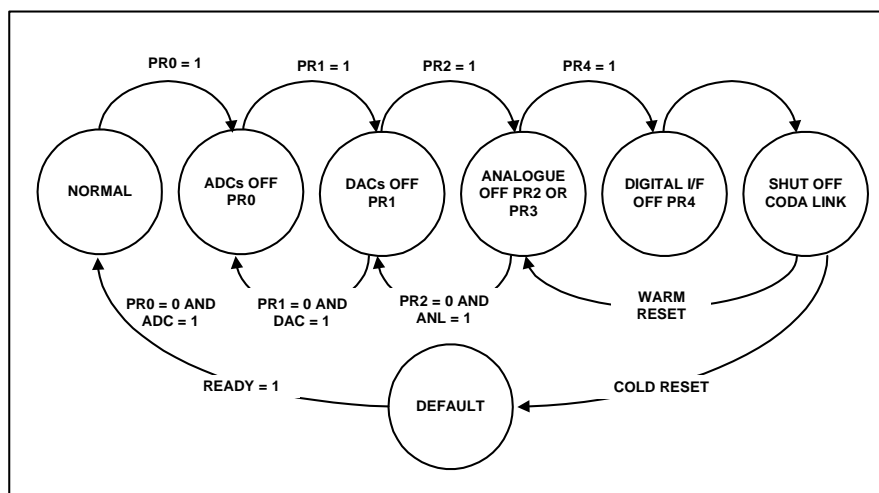 PR0 = 1
PR1 = 1
PR2 = 1
PR4 = 1
NORMAL
ADCs OFF
PR0
DACs OFF
PR1
ANALOGUE
OFF PR2 OR
PR3
DIGITAL I/F
OFF PR4
SHUT OFF
CODA LINK
PR0 = 0 AND
ADC = 1
PR1 = 0 AND
DAC = 1
PR2 = 0 AND
ANL = 1
WARM
RESET
READY = 1
DEFAULT
COLD RESET